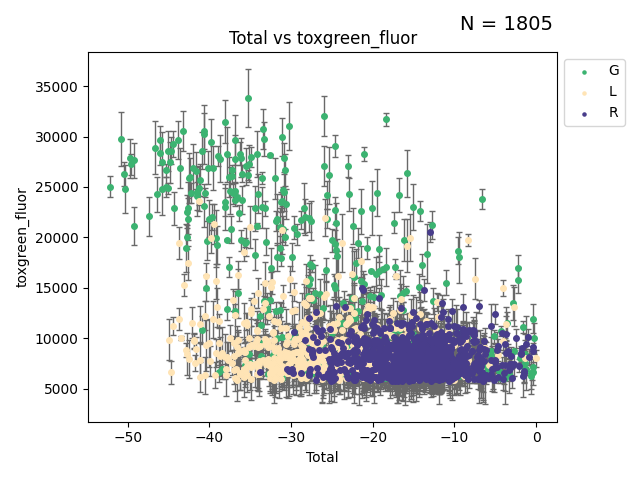 N = 1805
Total vs toxgreen_fluor
G
L
R
toxgreen_fluor
35000
30000
25000
20000
15000
10000
5000
−50
−40
−30
−20
−10
0
Total